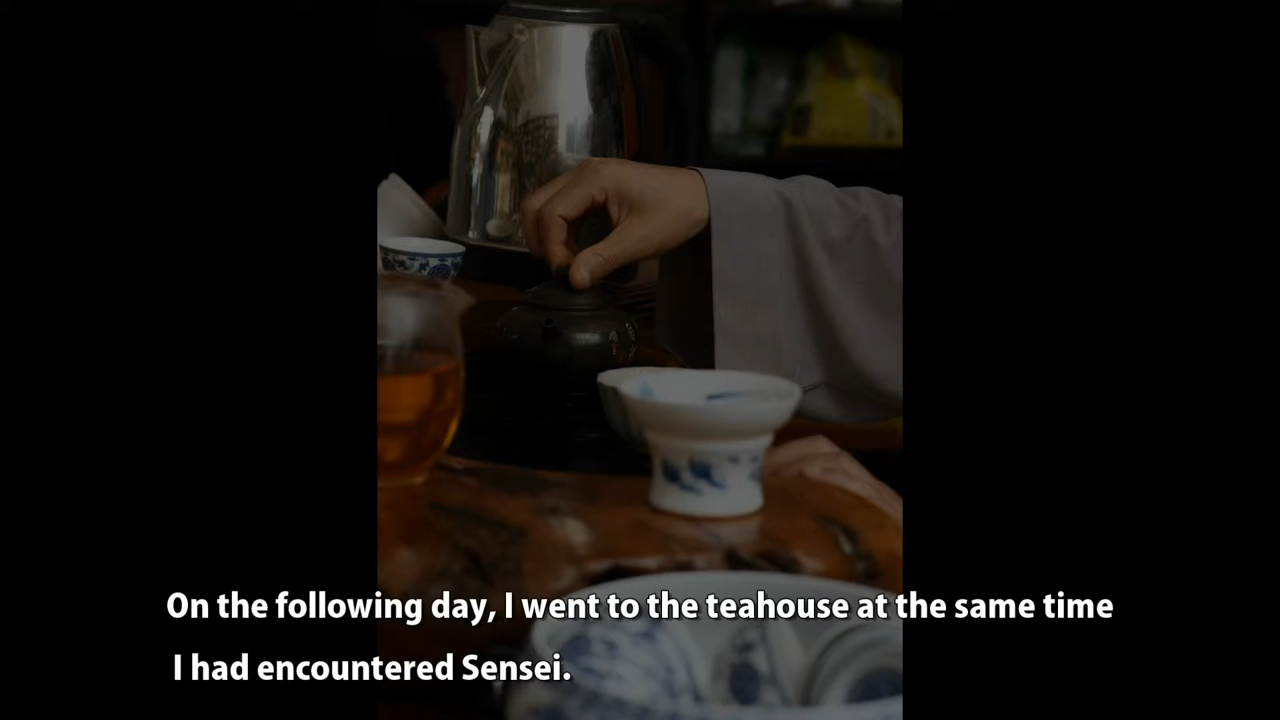 On the following day, I went to the teahouse at the same time
I had encountered Sensei.